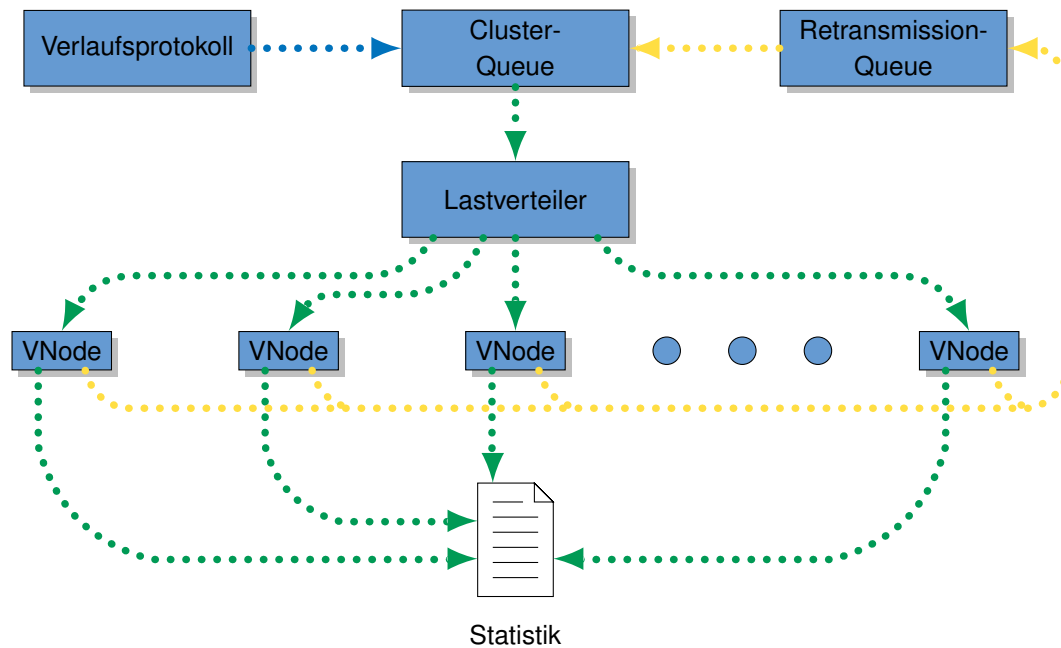 Verlaufsprotokoll
Cluster-
Queue
Retransmission-
Queue
Lastverteiler
VNode
VNode
VNode
VNode
Statistik